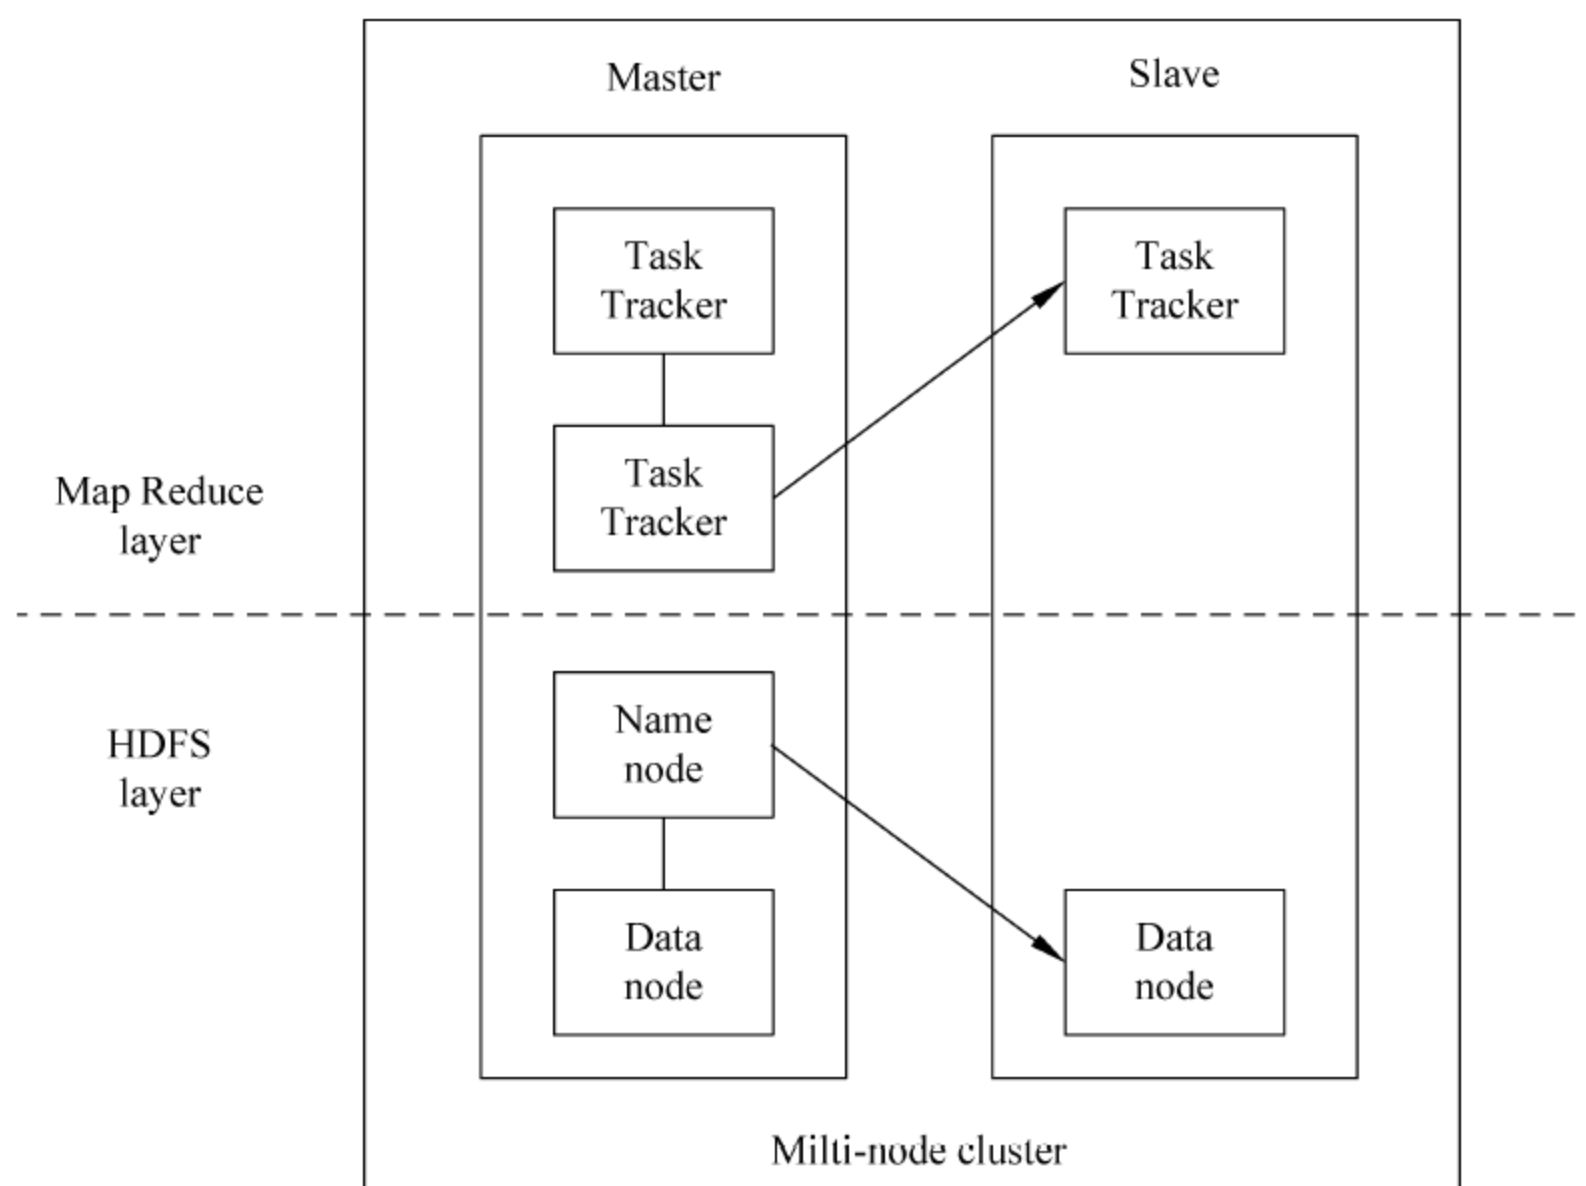 Master
Slave
Task
Tracker
Task
Tracker
Task
Tracker
Map Reduce
layer
HDFS
layer
Name
node
Data
node
Data
node
Milti-node cluster